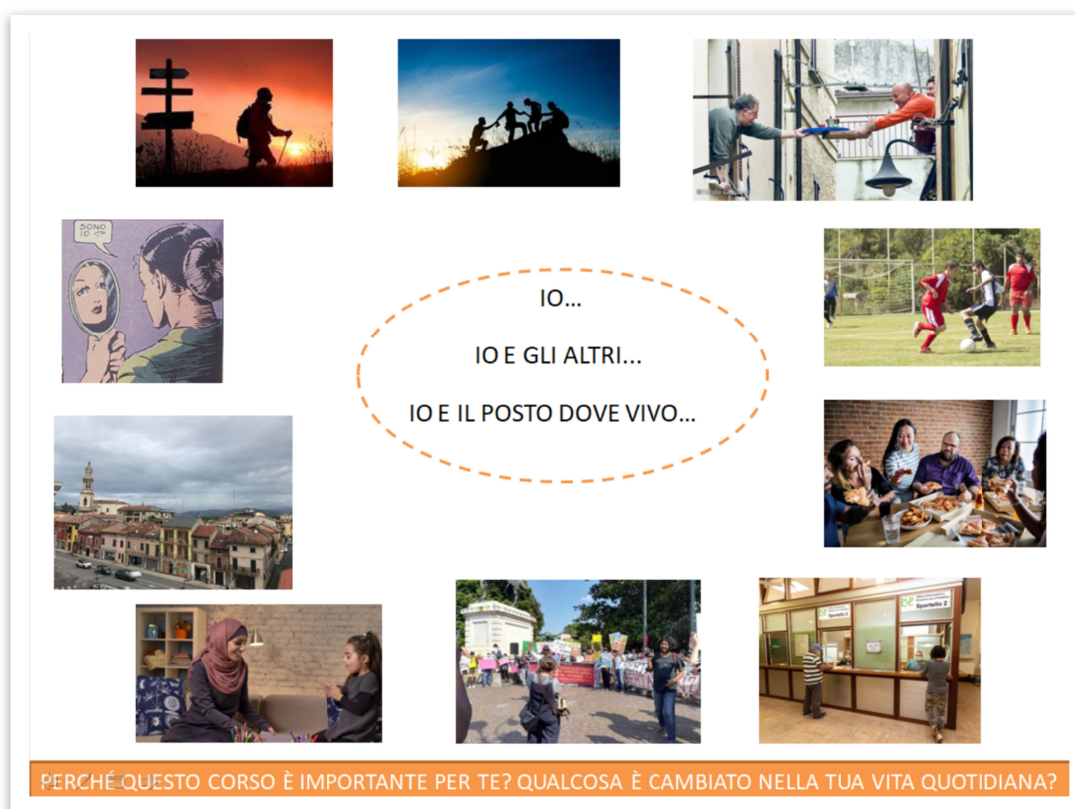 SONO
IO ?
IO...
IO E GLI ALTRI...
IO E IL POSTO DOVE VIVO...
Sportello 2
PERCHÉ QUESTO CORSO È IMPORTANTE PER TE? QUALCOSA È CAMBIATO NELLA TUA VITA QUOTIDIANA?